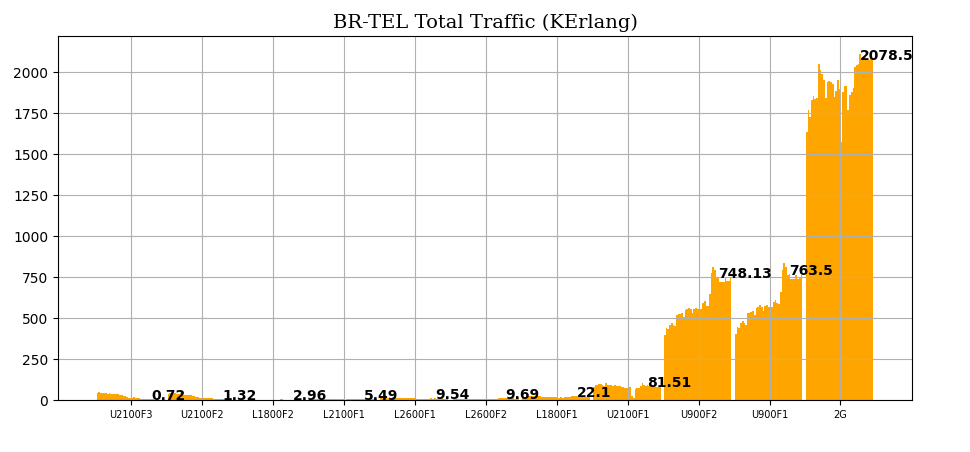 BR-TEL Total Traffic (KErlang)
2000
1750
1500
1250
1000
750
500
250
0
0.72
1.32
2.96
5.49
9.54
9.69
22.1
81.51
748.13
763.5
2078.5
U2100F3
U2100F2
L1800F2
L2100F1
L2600F1
L2600F2
L1800F1
U2100F1
U900F2
U900F1
2G